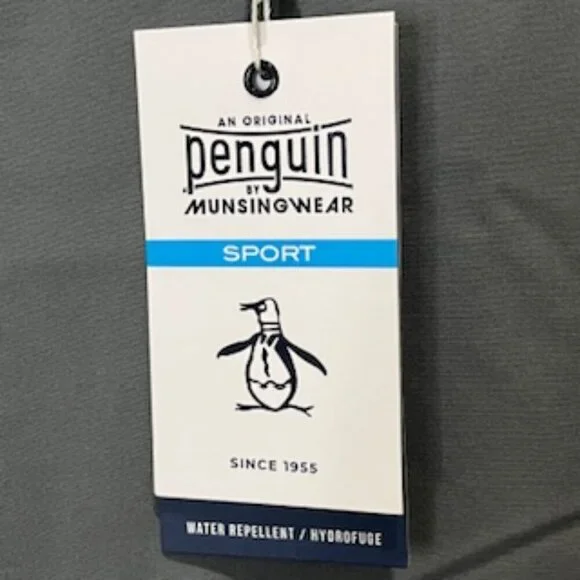 AN ORIGINAL
penguin
BY
MUNSINGWEAR
SPORT
SINCE 1955
WATER REPELLENT / HYDROFUGE